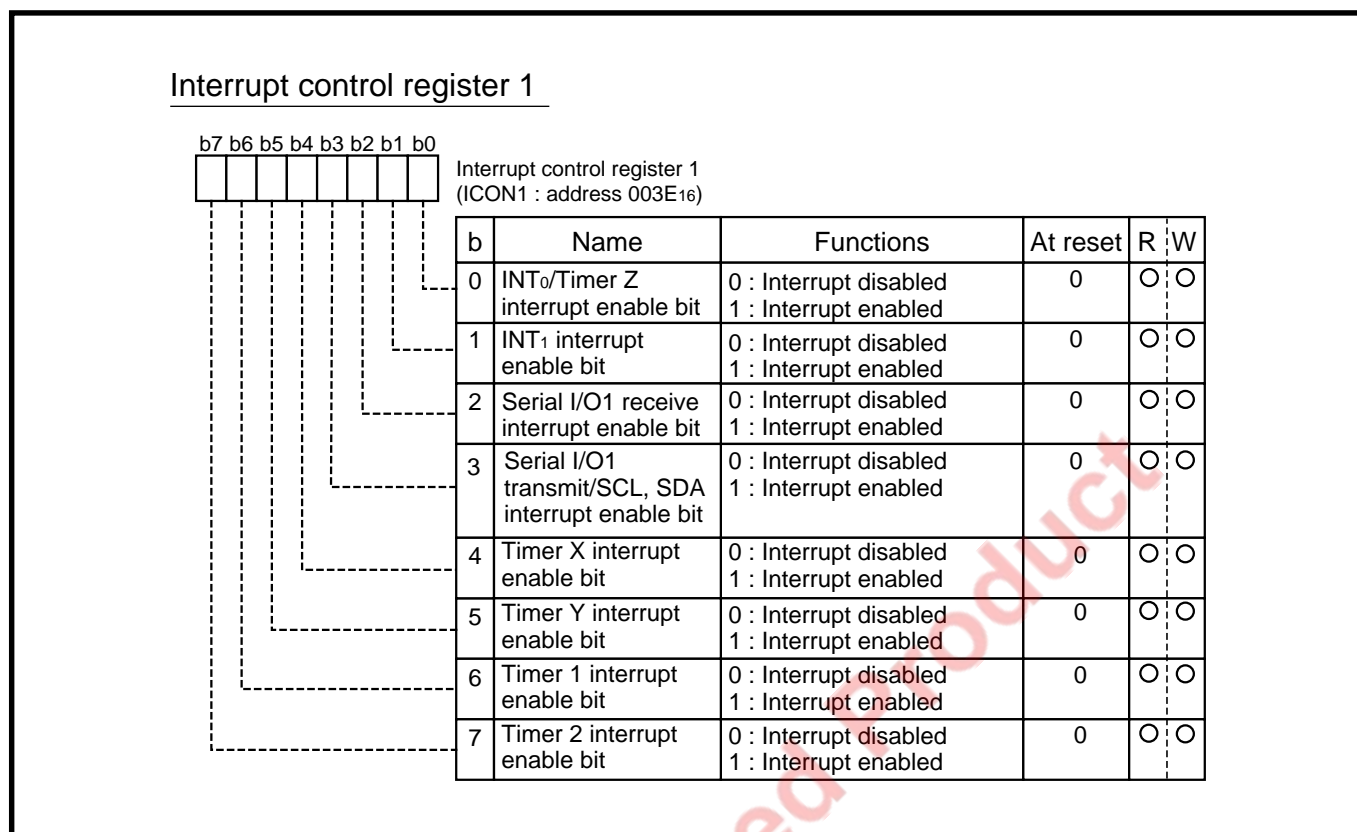 Interrupt control register 1
b7 b6 b5 b4 b3 b2 b1 b0
Interrupt control register 1
(ICON1 : address 003E16)
b Name Functions At reset R W
0 INT0/Timer Z interrupt enable bit 0 : Interrupt disabled 1 : Interrupt enabled 0 O O
1 INT1 interrupt enable bit 0 : Interrupt disabled 1 : Interrupt enabled 0 O O
2 Serial I/O1 receive interrupt enable bit 0 : Interrupt disabled 1 : Interrupt enabled 0 O O
3 Serial I/O1 transmit/SCL, SDA interrupt enable bit 0 : Interrupt disabled 1 : Interrupt enabled 0 O O
4 Timer X interrupt enable bit 0 : Interrupt disabled 1 : Interrupt enabled 0 O O
5 Timer Y interrupt enable bit 0 : Interrupt disabled 1 : Interrupt enabled 0 O O
6 Timer 1 interrupt enable bit 0 : Interrupt disabled 1 : Interrupt enabled 0 O O
7 Timer 2 interrupt enable bit 0 : Interrupt disabled 1 : Interrupt enabled 0 O O
ed Product